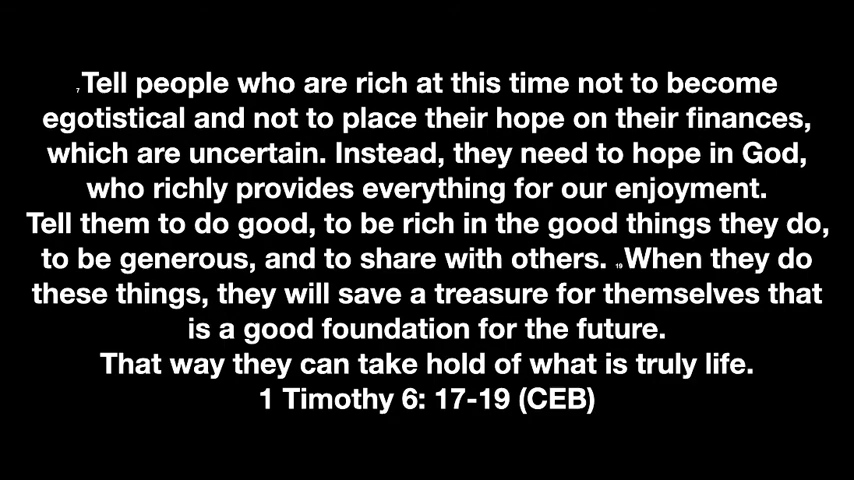 7Tell people who are rich at this time not to become
egotistical and not to place their hope on their finances,
which are uncertain. Instead, they need to hope in God,
who richly provides everything for our enjoyment.
Tell them to do good, to be rich in the good things they do,
to be generous, and to share with others. 19When they do
these things, they will save a treasure for themselves that
is a good foundation for the future.
That way they can take hold of what is truly life.
1 Timothy 6: 17-19 (CEB)